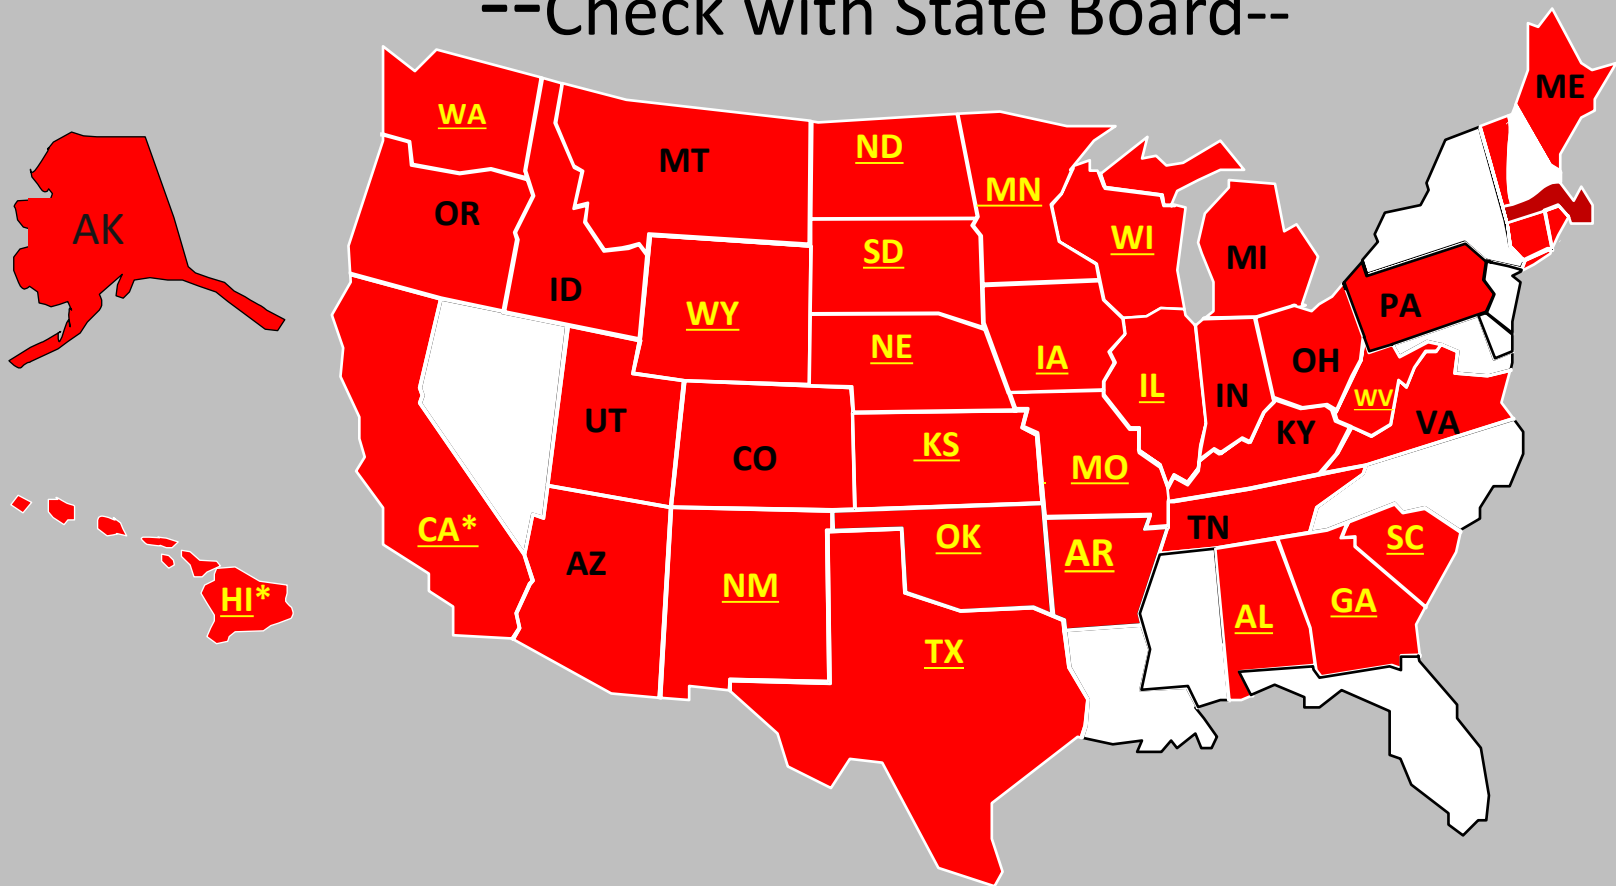 --Check with State Board--
ME
WA
MT
ND
MN
AK
OR
SD
WI
MI
ID
WY
PA
NE
IA
OH
IL
IN
WV
UT
CO
KS
KY
VA
MO
CA*
TN
AZ
OK
AR
SC
NM
HI*
AL
GA
TX